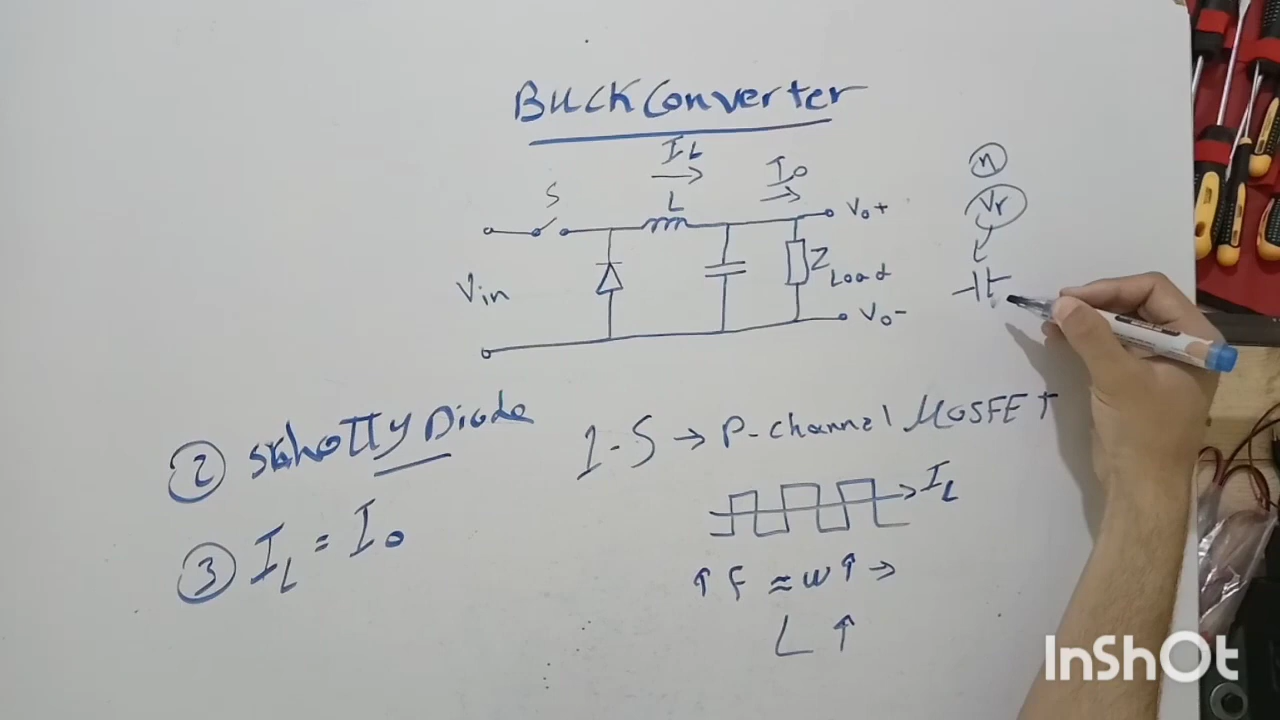 BUCK Converter
IL
S
L
Io
Vo+
Vin
Z Load
Vo-
n
Vr
2 skhoTTy Diode
1-S → P-channel MOSFET
3 IL = Io
→ IL
↑ F ≈ w ↑ →
L ↑
InShOt